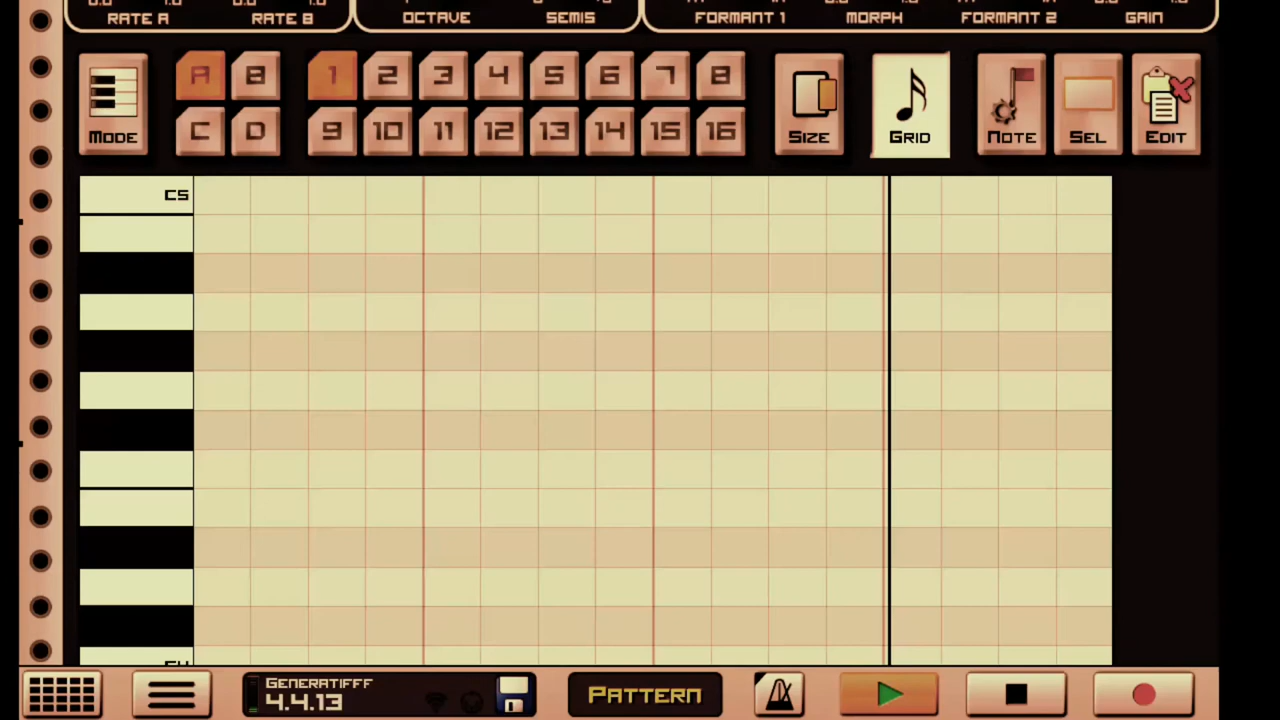 RATE A RATE B OCTAVE SEMIS FORMANT 1 MORPH FORMANT 2 GAIN
A B 1 2 3 4 5 6 7 8
MODE SIZE GRID NOTE SEL EDIT
C D 9 10 11 12 13 14 15 16
C5
GENERATIFFF
4.4.13
PATTERN